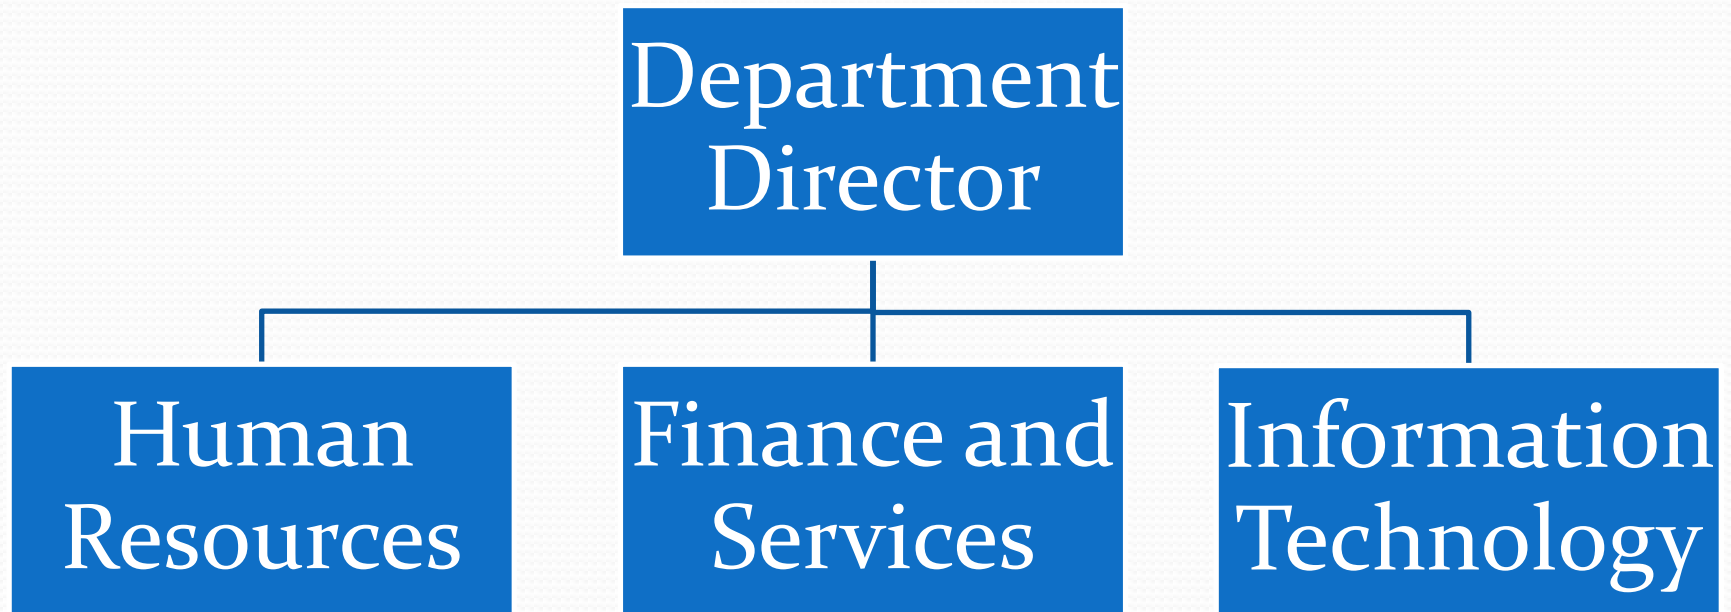 Department
Director
Human
Resources
Finance and
Services
Information
Technology